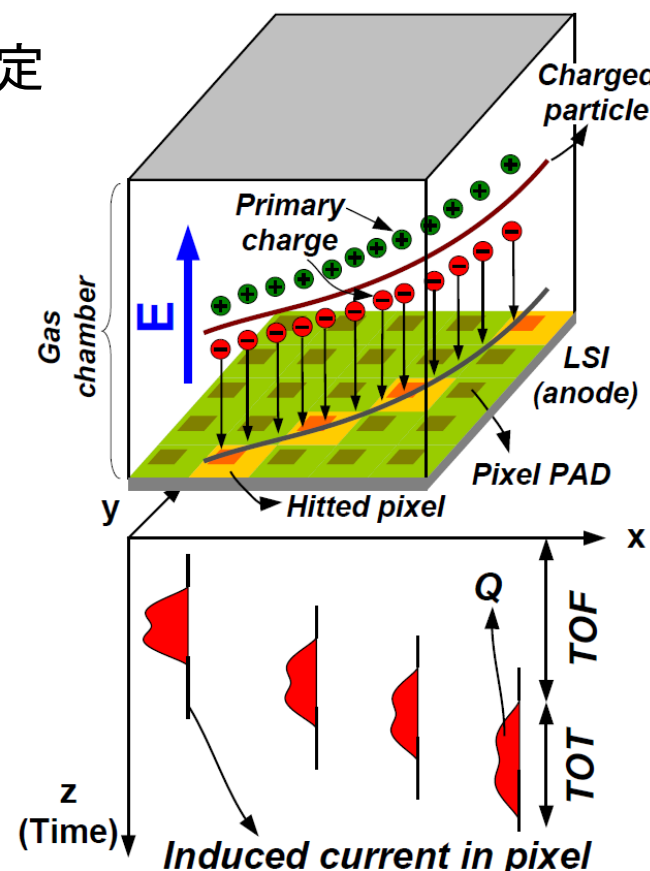 定
Charged
particle
Primary
charge
E
Gas
chamber
LSI
(anode)
Pixel PAD
y
Hitted pixel
x
Q
TOF
TOT
z
(Time)
Induced current in pixel